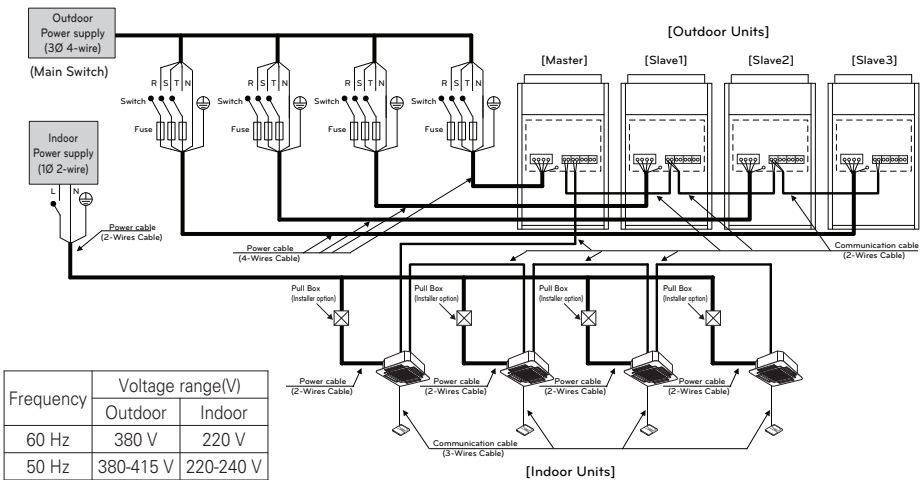 Outdoor
Power supply
(3Ø 4-wire)
(Main Switch)
[Outdoor Units]
[Master]
[Slave1]
[Slave2]
[Slave3]
R S T N
R S T N
R S T N
R S T N
Switch
Switch
Switch
Switch
Fuse
Fuse
Fuse
Fuse
Indoor
Power supply
(1Ø 2-wire)
L N
Power cable
(2-Wires Cable)
Power cable
(4-Wires Cable)
Communication cable
(2-Wires Cable)
Pull Box
(Installer option)
Pull Box
(Installer option)
Pull Box
(Installer option)
Pull Box
(Installer option)
Power cable
(2-Wires Cable)
Power cable
(2-Wires Cable)
Power cable
(2-Wires Cable)
Power cable
(2-Wires Cable)
Communication cable
(3-Wires Cable)
[Indoor Units]
Frequency Voltage range(V)
Outdoor Indoor
60 Hz 380 V 220 V
50 Hz 380-415 V 220-240 V